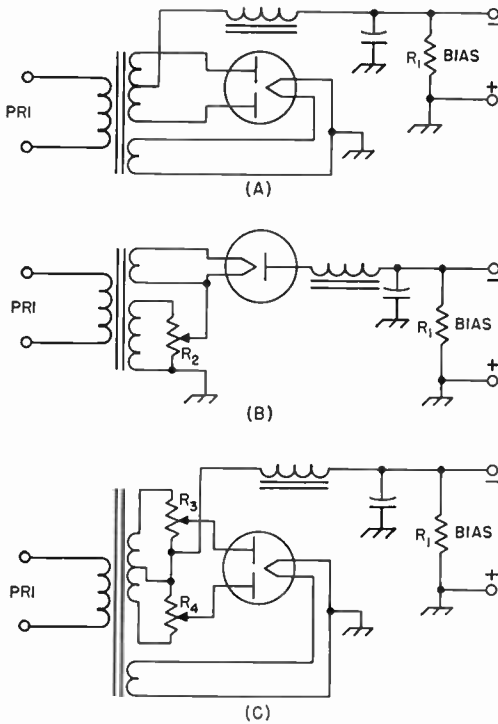 R1 BIAS
−
+
PRI
(A)
PRI
R2
R1 BIAS
−
+
(B)
R3
R4
PRI
R1 BIAS
−
+
(C)